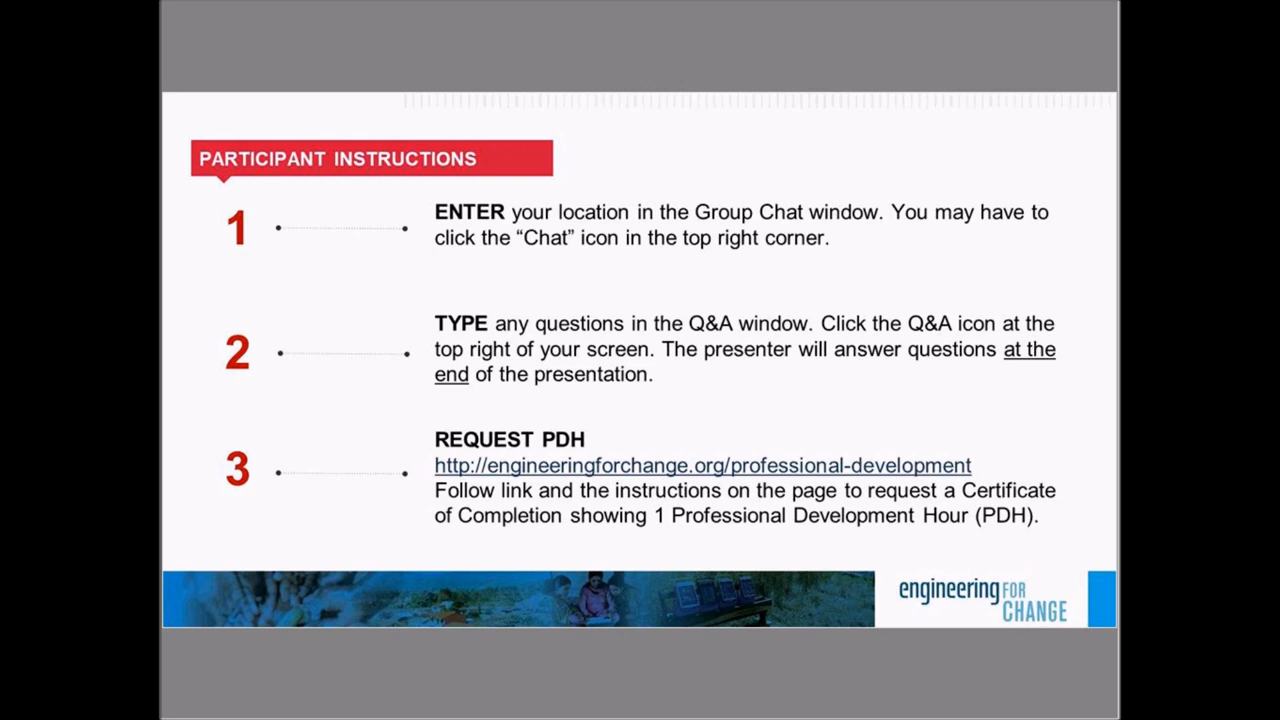 PARTICIPANT INSTRUCTIONS
1
ENTER your location in the Group Chat window. You may have to
click the “Chat” icon in the top right corner.
2
TYPE any questions in the Q&A window. Click the Q&A icon at the
top right of your screen. The presenter will answer questions at the
end of the presentation.
3
REQUEST PDH
http://engineeringforchange.org/professional-development
Follow link and the instructions on the page to request a Certificate
of Completion showing 1 Professional Development Hour (PDH).
engineering FOR
CHANGE